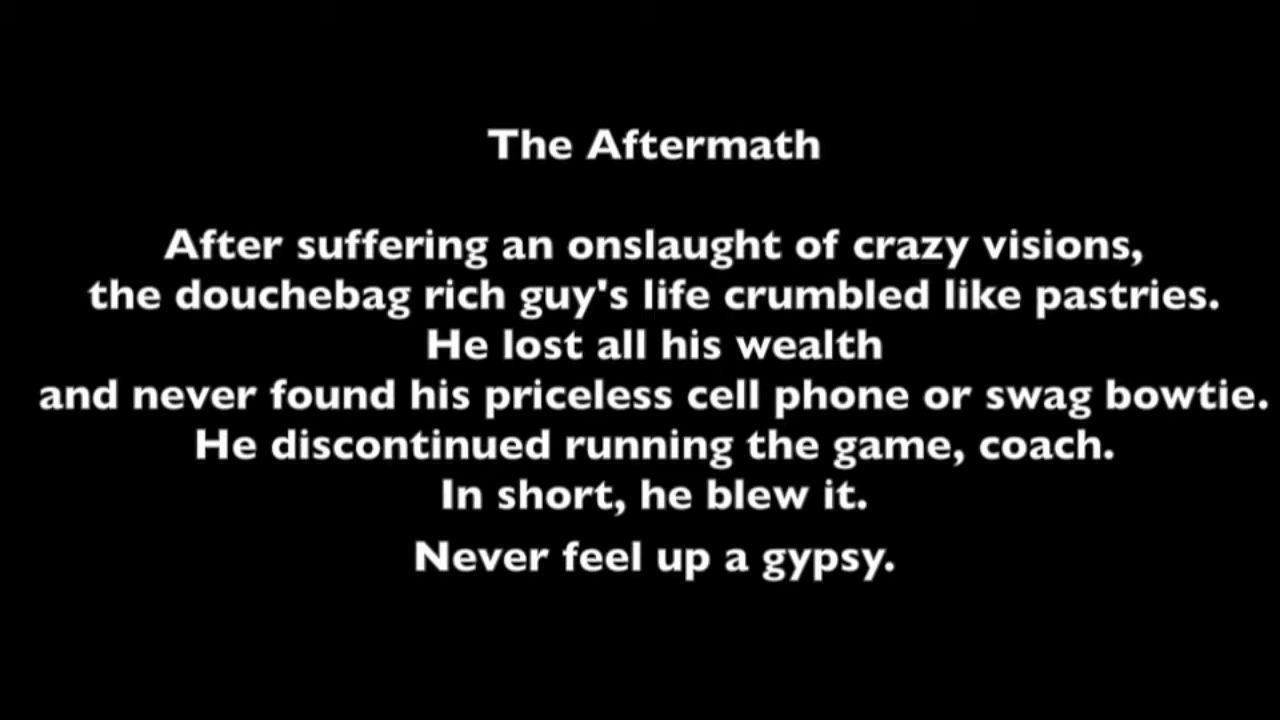 The Aftermath
After suffering an onslaught of crazy visions,
the douchebag rich guy's life crumbled like pastries.
He lost all his wealth
and never found his priceless cell phone or swag bowtie.
He discontinued running the game, coach.
In short, he blew it.
Never feel up a gypsy.